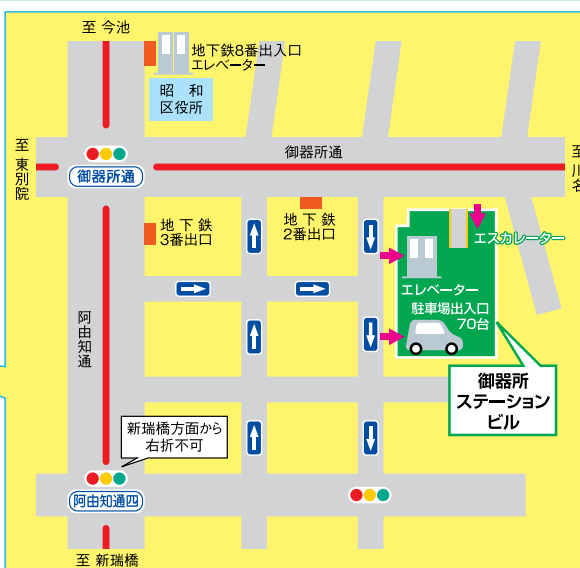 至 今池
地下鉄8番出入口
エレベーター
昭和
区役所
至東別院
御器所通
御器所通
至川名
地下鉄
3番出口
地下鉄
2番出口
エスカレーター
エレベーター
駐車場出入口
70台
阿由知通
御器所
ステーション
ビル
新瑞橋方面から
右折不可
阿由知通四
至 新瑞橋